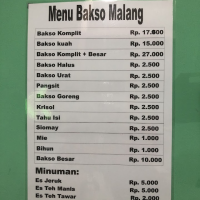 Menu Bakso Malang
Bakso Komplit Rp. 17.500
Bakso kuah Rp. 15.000
Bakso Komplit + Besar Rp. 27.000
Bakso Halus Rp. 2.500
Bakso Urat Rp. 2.500
Pangsit Rp. 2.500
Bakso Goreng Rp. 2.500
Krisol Rp. 2.500
Tahu Isi Rp. 2.500
Siomay Rp. 2.500
Mie Rp. 1.000
Bihun Rp. 1.000
Bakso Besar Rp. 10.000
Minuman:
Es Jeruk Rp. 5.000
Es Teh Manis Rp. 5.000
Es Teh Tawar Rp. 2.000